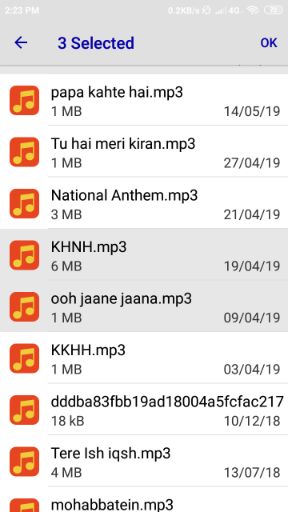 2:23 PM 0.2KB/s 4G
3 Selected OK
papa kahte hai.mp3
1 MB 14/05/19
Tu hai meri kiran.mp3
1 MB 27/04/19
National Anthem.mp3
3 MB 21/04/19
KHNH.mp3
6 MB 19/04/19
ooh jaane jaana.mp3
1 MB 09/04/19
KKHH.mp3
1 MB 03/04/19
dddba83fbb19ad18004a5fcfac217
18 kB 10/12/18
Tere Ish iqsh.mp3
4 MB 13/07/18
mohabbatein.mp3